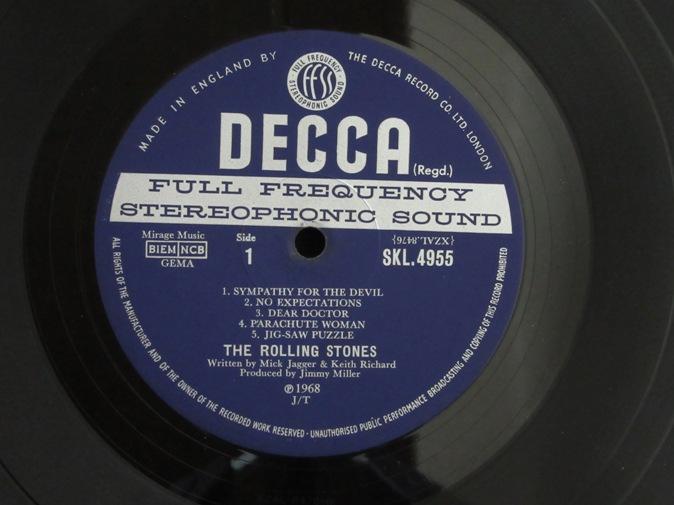 MADE IN ENGLAND BY
THE DECCA RECORD CO. LTD. LONDON
FULL FREQUENCY
FFSS
STEREOPHONIC SOUND
DECCA
(Regd.)
FULL FREQUENCY
STEREOPHONIC SOUND
Mirage Music
BIEM NCB
GEMA
Side
1
{XZAL.8476}
SKL.4955
1. SYMPATHY FOR THE DEVIL
2. NO EXPECTATIONS
3. DEAR DOCTOR
4. PARACHUTE WOMAN
5. JIG-SAW PUZZLE
THE ROLLING STONES
Written by Mick Jagger & Keith Richard
Produced by Jimmy Miller
℗1968
J/T
ALL RIGHTS OF THE MANUFACTURER AND OF THE OWNER OF THE RECORDED WORK RESERVED · UNAUTHORISED PUBLIC PERFORMANCE BROADCASTING AND COPYING OF THIS RECORD PROHIBITED